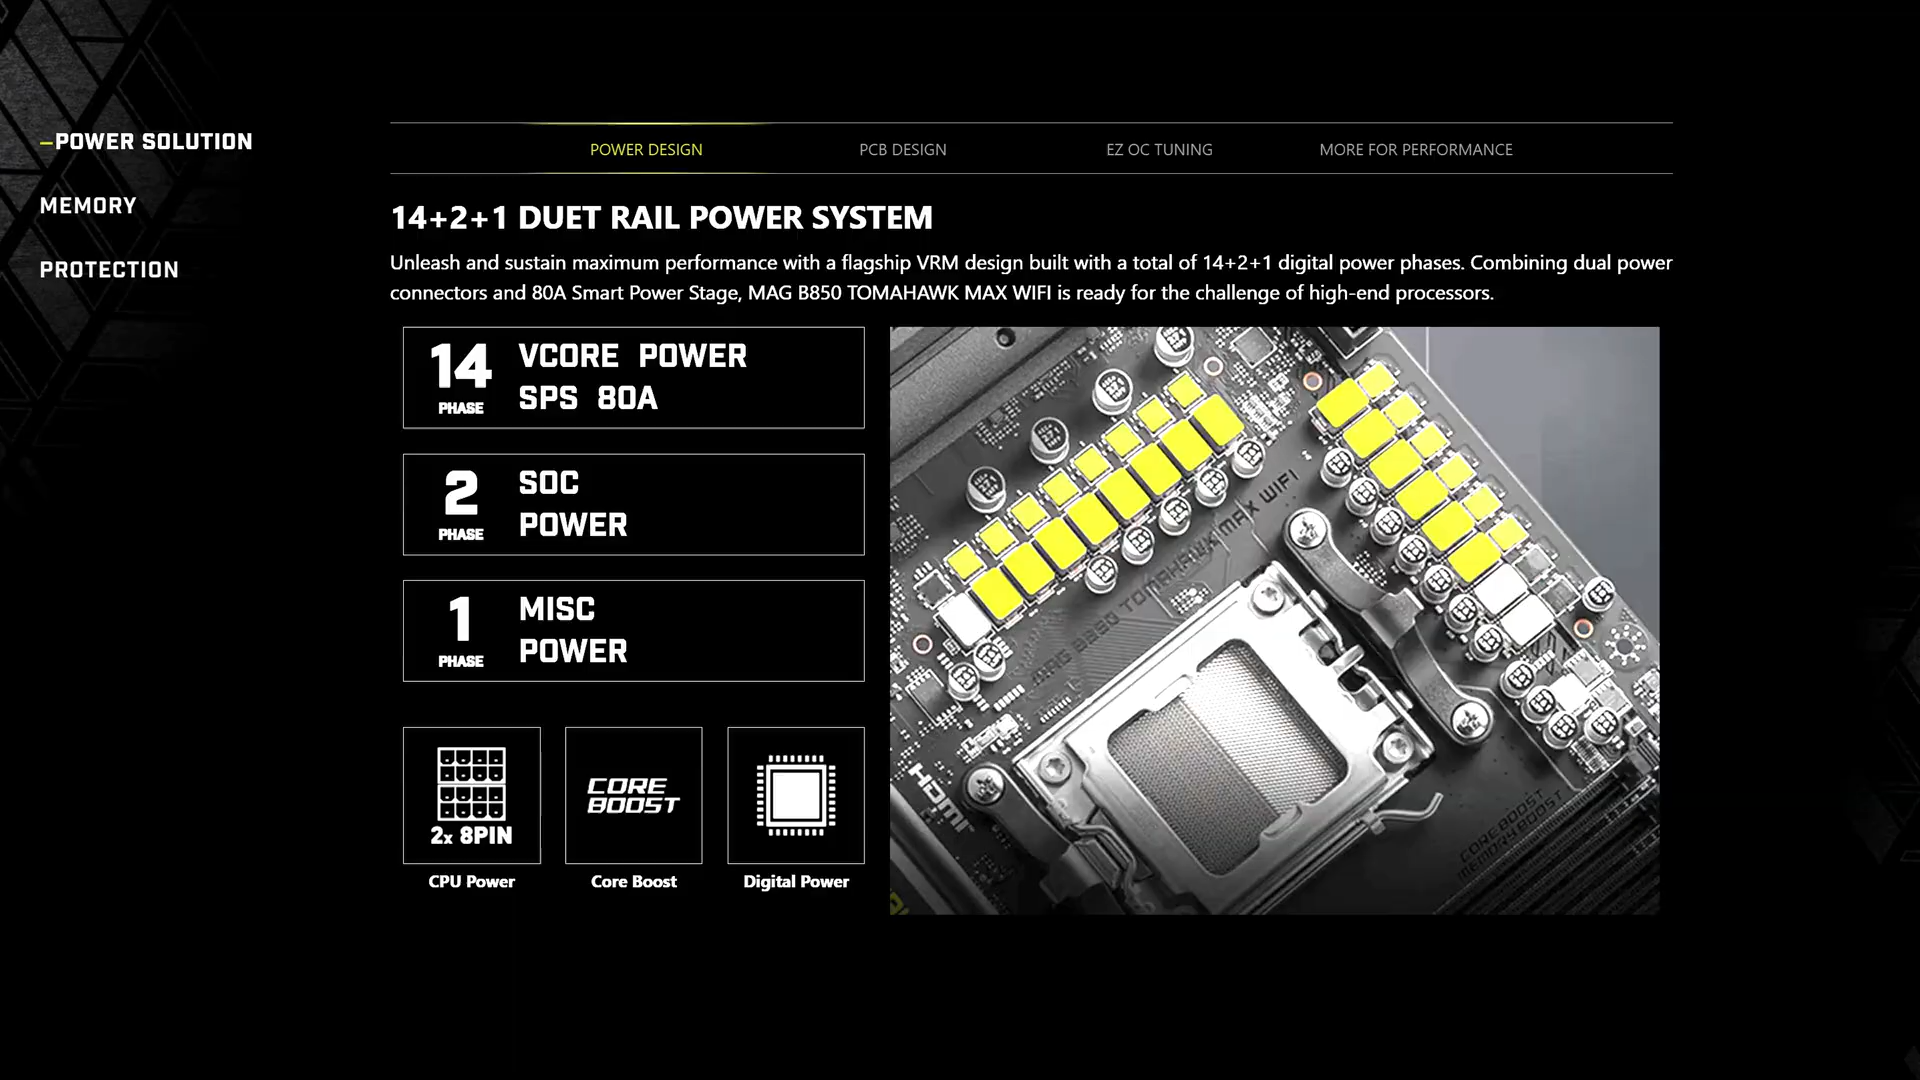 –POWER SOLUTION
MEMORY
PROTECTION
POWER DESIGN
PCB DESIGN
EZ OC TUNING
MORE FOR PERFORMANCE
14+2+1 DUET RAIL POWER SYSTEM
Unleash and sustain maximum performance with a flagship VRM design built with a total of 14+2+1 digital power phases. Combining dual power
connectors and 80A Smart Power Stage, MAG B850 TOMAHAWK MAX WIFI is ready for the challenge of high-end processors.
14
PHASE
VCORE POWER
SPS 80A
2
PHASE
SOC
POWER
1
PHASE
MISC
POWER
2x 8PIN
CPU Power
CORE
BOOST
Core Boost
Digital Power
MAG B850 TOMAHAWK MAX WIFI
HDMI
CORE BOOST
MEMORY BOOST